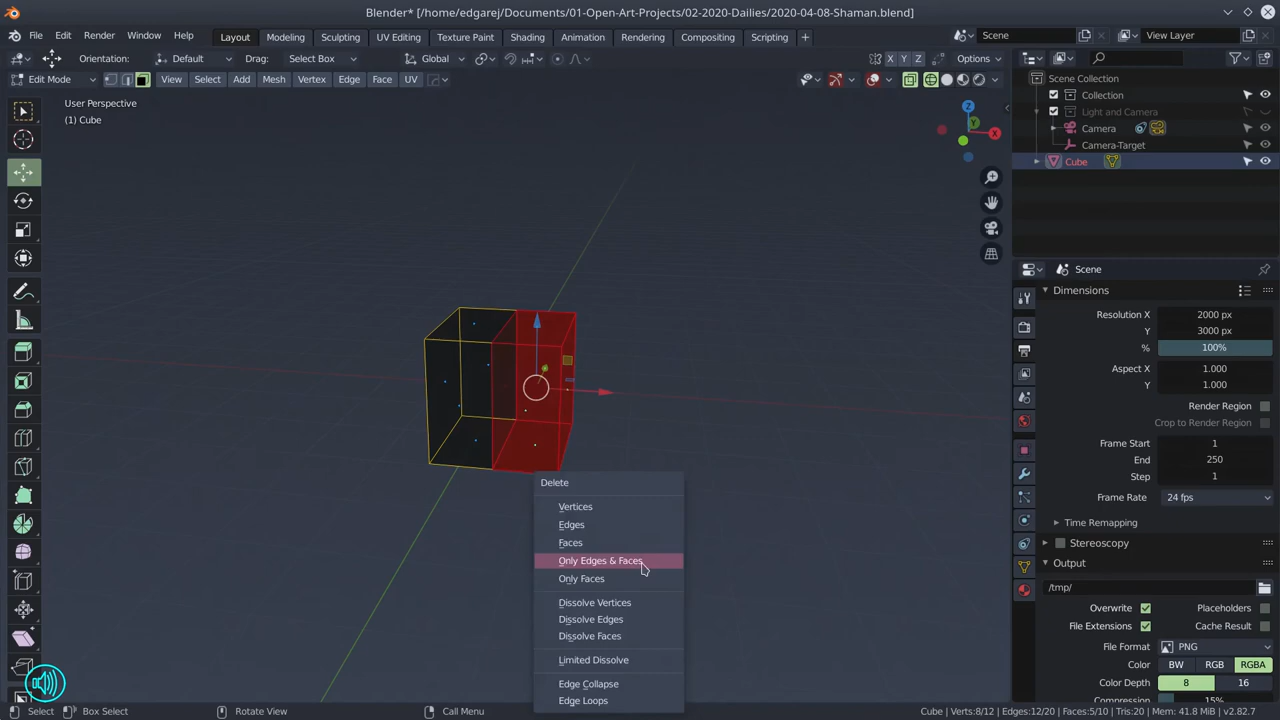 Blender* [/home/edgarej/Documents/01-Open-Art-Projects/02-2020-Dailies/2020-04-08-Shaman.blend]
File Edit Render Window Help Layout Modeling Sculpting UV Editing Texture Paint Shading Animation Rendering Compositing Scripting + Scene View Layer
Orientation: Default Drag: Select Box Global X Y Z Options
Edit Mode View Select Add Mesh Vertex Edge Face UV
User Perspective
(1) Cube
Z
Y
X
Delete
Vertices
Edges
Faces
Only Edges & Faces
Only Faces
Dissolve Vertices
Dissolve Edges
Dissolve Faces
Limited Dissolve
Edge Collapse
Edge Loops
Scene Collection
Collection
Light and Camera
Camera
Camera-Target
Cube
Scene
Dimensions
Resolution X 2000 px
Y 3000 px
% 100%
Aspect X 1.000
Y 1.000
Render Region
Crop to Render Region
Frame Start 1
End 250
Step 1
Frame Rate 24 fps
Time Remapping
Stereoscopy
Output
/tmp/
Overwrite Placeholders
File Extensions Cache Result
File Format PNG
Color BW RGB RGBA
Color Depth 8 16
Compression 15%
Select Box Select Rotate View Call Menu Cube | Verts:8/12 | Edges:12/20 | Faces:5/10 | Tris:20 | Mem: 41.8 MiB | v2.82.7